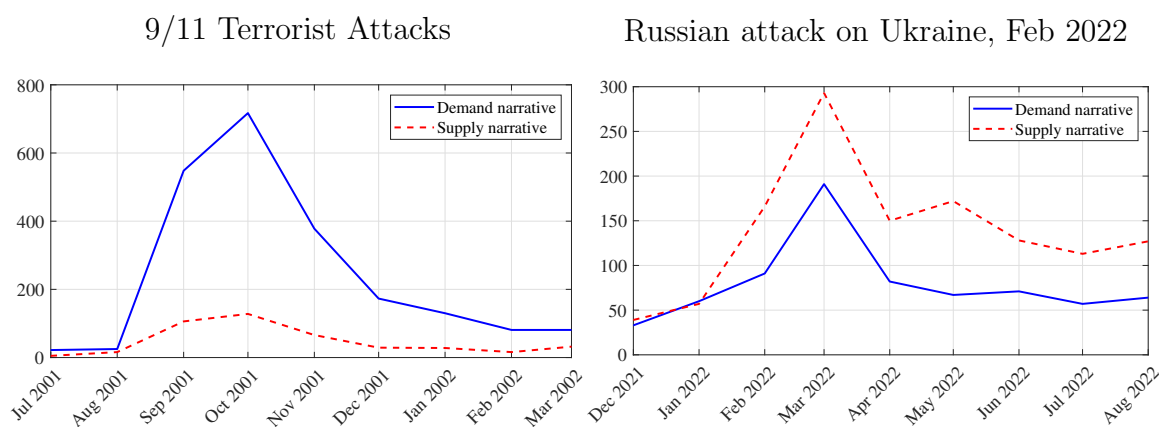 9/11 Terrorist Attacks
800
600
400
200
0
Demand narrative
Supply narrative
Jul 2001
Aug 2001
Sep 2001
Oct 2001
Nov 2001
Dec 2001
Jan 2002
Feb 2002
Mar 2002
Russian attack on Ukraine, Feb 2022
300
250
200
150
100
50
0
Demand narrative
Supply narrative
Dec 2021
Jan 2022
Feb 2022
Mar 2022
Apr 2022
May 2022
Jun 2022
Jul 2022
Aug 2022